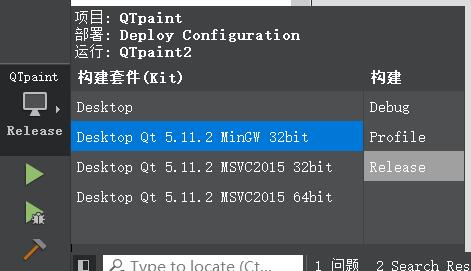 项目: QTpaint
部署: Deploy Configuration
运行: QTpaint2
QTpaint
Release
构建套件(Kit)
构建
Desktop
Debug
Desktop Qt 5.11.2 MinGW 32bit
Profile
Desktop Qt 5.11.2 MSVC2015 32bit
Release
Desktop Qt 5.11.2 MSVC2015 64bit
Type to locate (Ct...
1 问题
2 Search Res